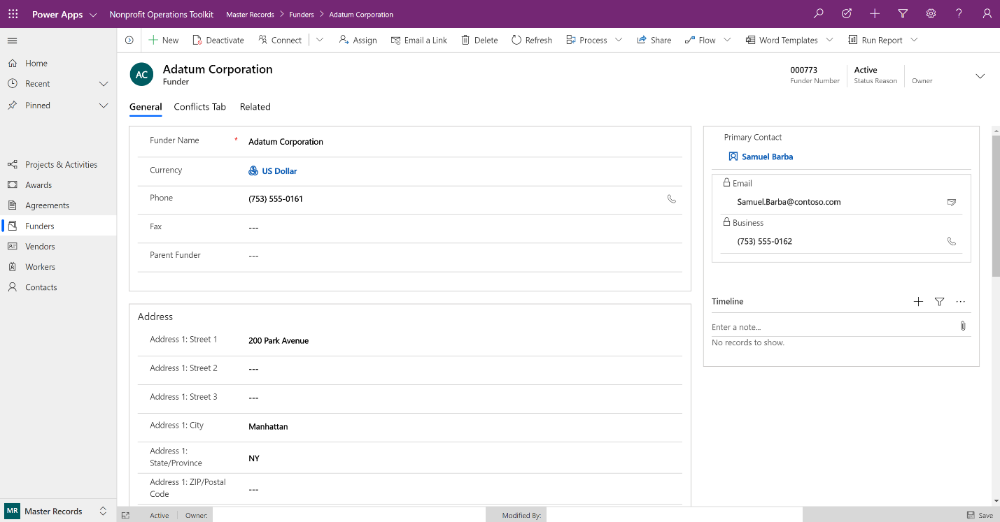 Power Apps Nonprofit Operations Toolkit Master Records Funders Adatum Corporation
New Deactivate Connect Assign Email a Link Delete Refresh Process Share Flow Word Templates Run Report
Home
Recent
Pinned
Projects & Activities
Awards
Agreements
Funders
Vendors
Workers
Contacts
MR Master Records
AC
Adatum Corporation
Funder
000773
Funder Number
Active
Status Reason
Owner
General Conflicts Tab Related
Funder Name * Adatum Corporation
Currency US Dollar
Phone (753) 555-0161
Fax ---
Parent Funder ---
Address
Address 1: Street 1 200 Park Avenue
Address 1: Street 2 ---
Address 1: Street 3 ---
Address 1: City Manhattan
Address 1:
State/Province NY
Address 1: ZIP/Postal
Code ---
Primary Contact
Samuel Barba
Email
Samuel.Barba@contoso.com
Business
(753) 555-0162
Timeline
Enter a note...
No records to show.
Active Owner: Modified By: Save